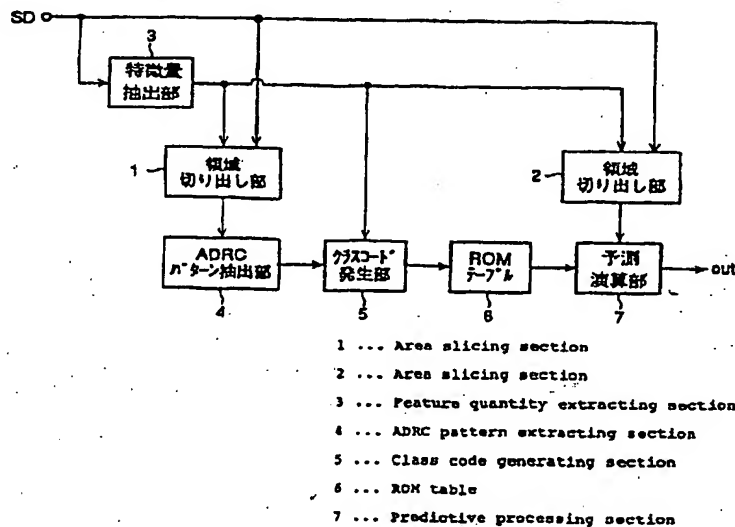 SD
3
特徴量
抽出部
1
領域
切り出し部
2
領域
切り出し部
ADRC
パターン抽出部
4
クラスコード
発生部
5
ROM
テーブル
6
予測
演算部
7
out
1 ... Area slicing section
2 ... Area slicing section
3 ... Feature quantity extracting section
4 ... ADRC pattern extracting section
5 ... Class code generating section
6 ... ROM table
7 ... Predictive processing section